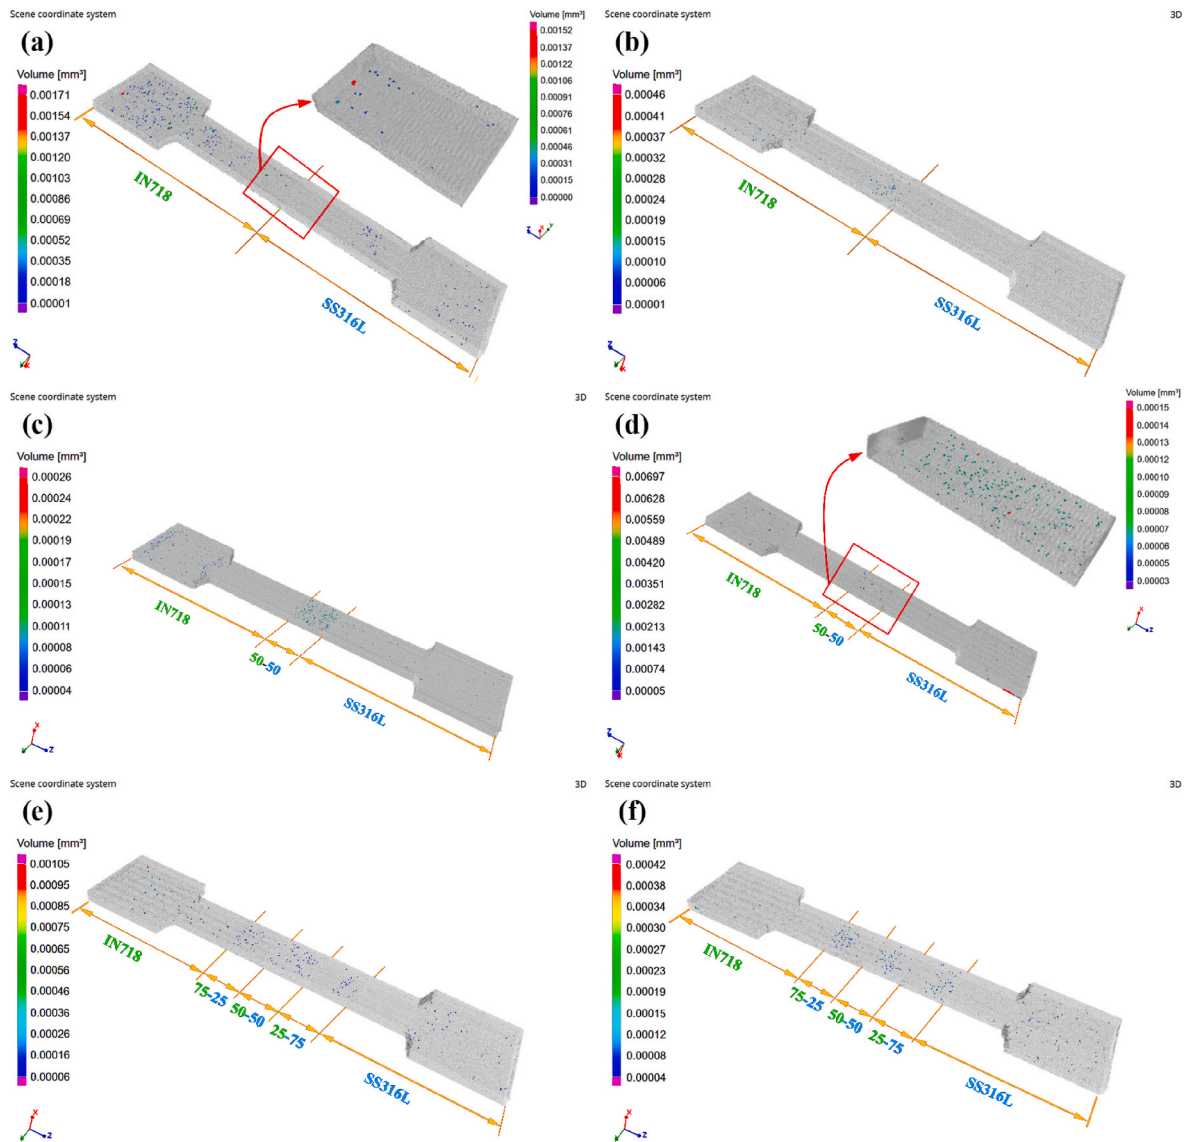 Scene coordinate system
(a)
Volume [mm³]
0.00171
0.00154
0.00137
0.00120
0.00103
0.00086
0.00069
0.00052
0.00035
0.00018
0.00001
IN718
SS316L
Volume [mm³]
0.00152
0.00137
0.00122
0.00106
0.00091
0.00076
0.00061
0.00046
0.00031
0.00015
0.00000
z
x
y
z
y
x
Scene coordinate system
3D
(b)
Volume [mm³]
0.00046
0.00041
0.00037
0.00032
0.00028
0.00024
0.00019
0.00015
0.00010
0.00006
0.00001
IN718
SS316L
z
y
x
Scene coordinate system
3D
(c)
Volume [mm³]
0.00026
0.00024
0.00022
0.00019
0.00017
0.00015
0.00013
0.00011
0.00008
0.00006
0.00004
IN718
50-50
SS316L
x
y
z
Scene coordinate system
(d)
Volume [mm³]
0.00697
0.00628
0.00559
0.00489
0.00420
0.00351
0.00282
0.00213
0.00143
0.00074
0.00005
IN718
50-50
SS316L
Volume [mm³]
0.00015
0.00014
0.00013
0.00012
0.00010
0.00009
0.00008
0.00007
0.00006
0.00005
0.00003
x
y
z
z
y
x
Scene coordinate system
3D
(e)
Volume [mm³]
0.00105
0.00095
0.00085
0.00075
0.00065
0.00056
0.00046
0.00036
0.00026
0.00016
0.00006
IN718
75-25
50-50
25-75
SS316L
x
y
z
Scene coordinate system
3D
(f)
Volume [mm³]
0.00042
0.00038
0.00034
0.00030
0.00027
0.00023
0.00019
0.00015
0.00012
0.00008
0.00004
IN718
75-25
50-50
25-75
SS316L
x
y
z